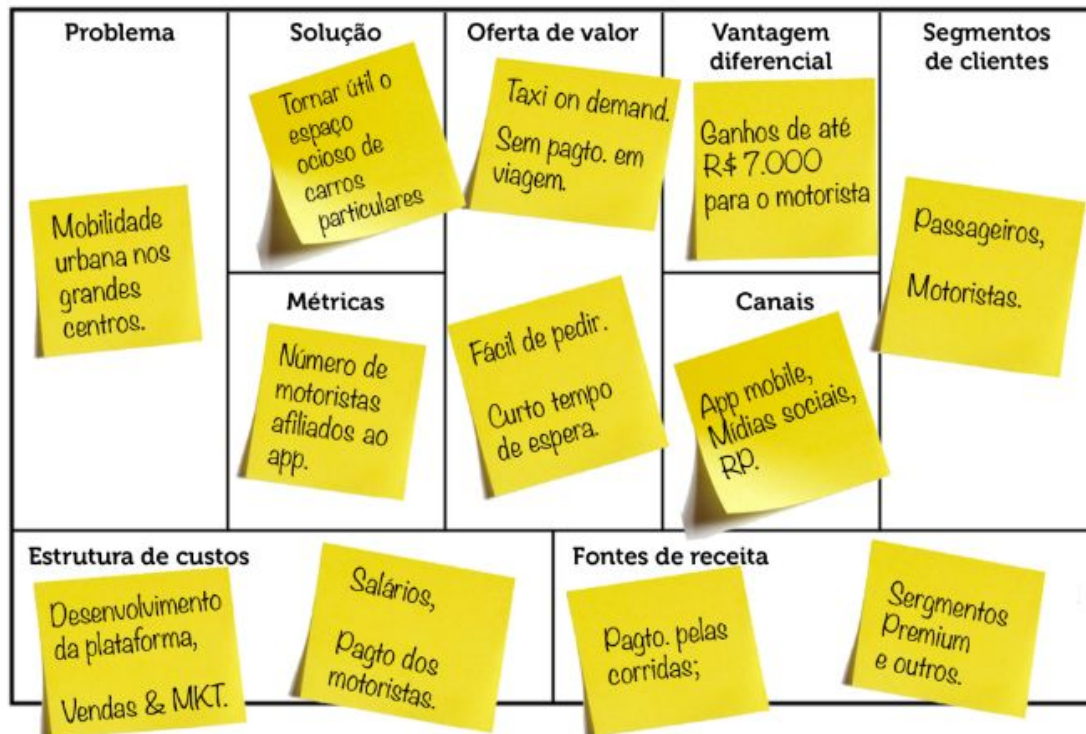 Problema
Mobilidade
urbana nos
grandes
centros.
Solução
Tornar útil o
espaço
ocioso de
carros
particulares
Métricas
Número de
motoristas
afiliados ao
app.
Oferta de valor
Taxi on demand.
Sem pagto. em
viagem.
Fácil de pedir.
Curto tempo
de espera.
Vantagem
diferencial
Ganhos de até
R$ 7.000
para o motorista
Canais
App mobile,
Mídias sociais,
RP.
Segmentos
de clientes
Passageiros,
Motoristas.
Estrutura de custos
Desenvolvimento
da plataforma,
Vendas & MKT.
Salários,
Pagto dos
motoristas.
Fontes de receita
Pagto. pelas
corridas;
Sergmentos
Premium
e outros.